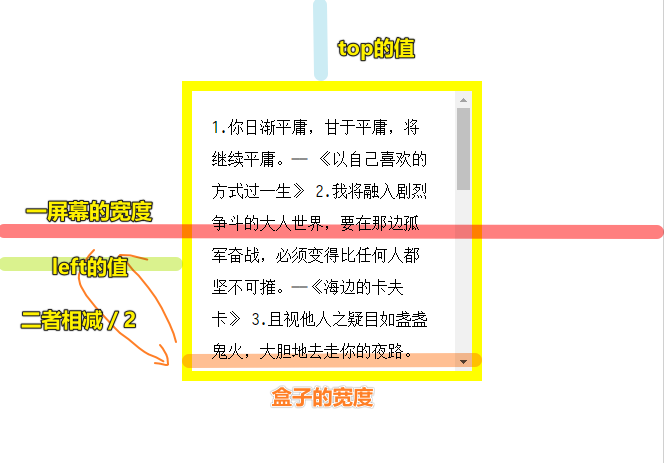 top的值
1.你日渐平庸，甘于平庸，将
继续平庸。— 《以自己喜欢的
方式过一生》 2.我将融入剧烈
争斗的大人世界，要在那边孤
军奋战，必须变得比任何人都
坚不可摧。—《海边的卡夫
卡》 3.且视他人之疑目如盏盏
鬼火，大胆地去走你的夜路。
一屏幕的宽度
left的值
二者相减 / 2
盒子的宽度